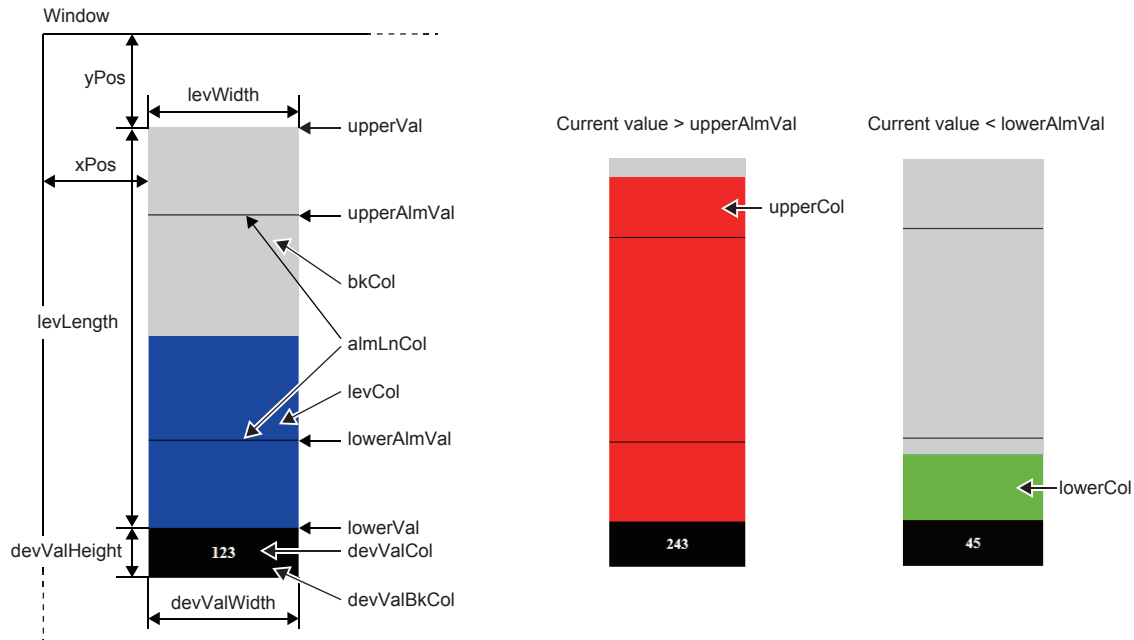 Window
yPos
levWidth
upperVal
xPos
upperAlmVal
bkCol
levLength
almLnCol
levCol
lowerAlmVal
lowerVal
devValHeight
123
devValCol
devValWidth
devValBkCol
Current value > upperAlmVal
upperCol
243
Current value < lowerAlmVal
lowerCol
45